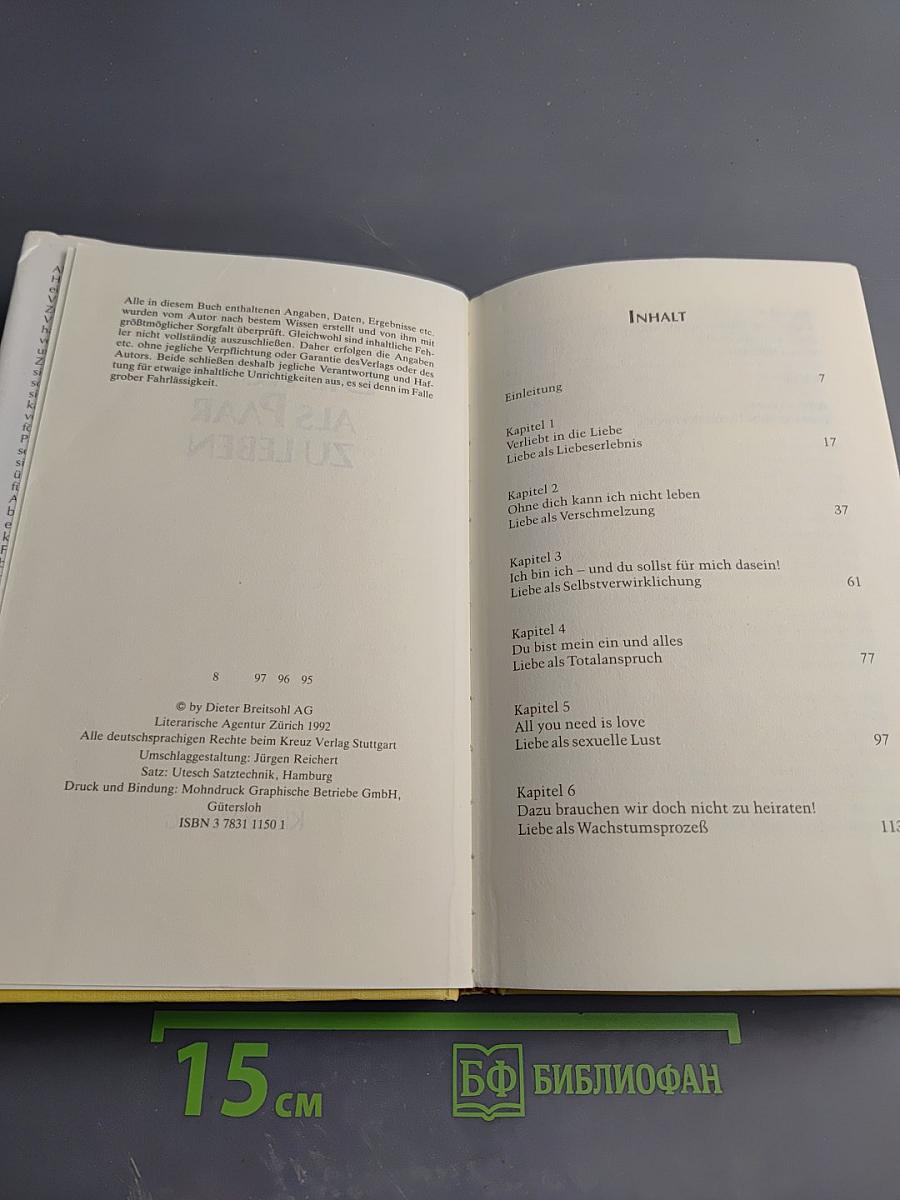 Alle in diesem Buch enthaltenen Angaben, Daten, Ergebnisse etc.
wurden vom Autor nach bestem Wissen erstellt und von ihm mit
größtmöglicher Sorgfalt überprüft. Gleichwohl sind inhaltliche Feh-
ler nicht vollständig auszuschließen. Daher erfolgen die Angaben
etc. ohne jegliche Verpflichtung oder Garantie desVerlags oder des
Autors. Beide schließen deshalb jegliche Verantwortung und Haf-
tung für etwaige inhaltliche Unrichtigkeiten aus, es sei denn im Falle
grober Fahrlässigkeit.
ALS PAAR
ZU LEBEN
8 97 96 95
© by Dieter Breitsohl AG
Literarische Agentur Zürich 1992
Alle deutschsprachigen Rechte beim Kreuz Verlag Stuttgart
Umschlaggestaltung: Jürgen Reichert
Satz: Utesch Satztechnik, Hamburg
Druck und Bindung: Mohndruck Graphische Betriebe GmbH,
Gütersloh
ISBN 3 7831 1150 1
INHALT
Einleitung 7
Kapitel 1
Verliebt in die Liebe
Liebe als Liebeserlebnis 17
Kapitel 2
Ohne dich kann ich nicht leben
Liebe als Verschmelzung 37
Kapitel 3
Ich bin ich – und du sollst für mich dasein!
Liebe als Selbstverwirklichung 61
Kapitel 4
Du bist mein ein und alles
Liebe als Totalanspruch 77
Kapitel 5
All you need is love
Liebe als sexuelle Lust 97
Kapitel 6
Dazu brauchen wir doch nicht zu heiraten!
Liebe als Wachstumsprozeß 113
15 см
БФ БИБЛИОФАН